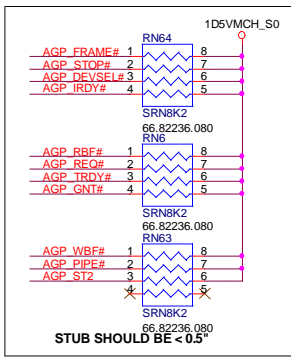 1D5VMCH_S0
RN64
AGP_FRAME# 1 8
AGP_STOP# 2 7
AGP_DEVSEL# 3 6
AGP_IRDY# 4 5
SRN8K2
66.82236.080
RN6
AGP_RBF# 1 8
AGP_REQ# 2 7
AGP_TRDY# 3 6
AGP_GNT# 4 5
SRN8K2
66.82236.080
RN63
AGP_WBF# 1 8
AGP_PIPE# 2 7
AGP_ST2 3 6
4 5
SRN8K2
66.82236.080
STUB SHOULD BE < 0.5"